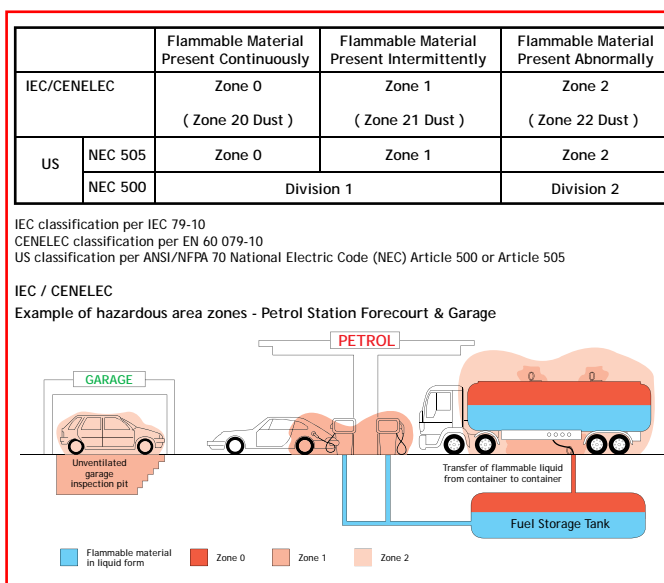 Flammable Material Present Continuously
Flammable Material Present Intermittently
Flammable Material Present Abnormally
IEC/CENELEC
Zone 0
Zone 1
Zone 2
( Zone 20 Dust )
( Zone 21 Dust )
( Zone 22 Dust )
US
NEC 505
Zone 0
Zone 1
Zone 2
NEC 500
Division 1
Division 2
IEC classification per IEC 79-10
CENELEC classification per EN 60 079-10
US classification per ANSI/NFPA 70 National Electric Code (NEC) Article 500 or Article 505
IEC / CENELEC
Example of hazardous area zones - Petrol Station Forecourt & Garage
PETROL
GARAGE
Unventilated
garage
inspection pit
Transfer of flammable liquid
from container to container
Fuel Storage Tank
Flammable material
in liquid form
Zone 0
Zone 1
Zone 2